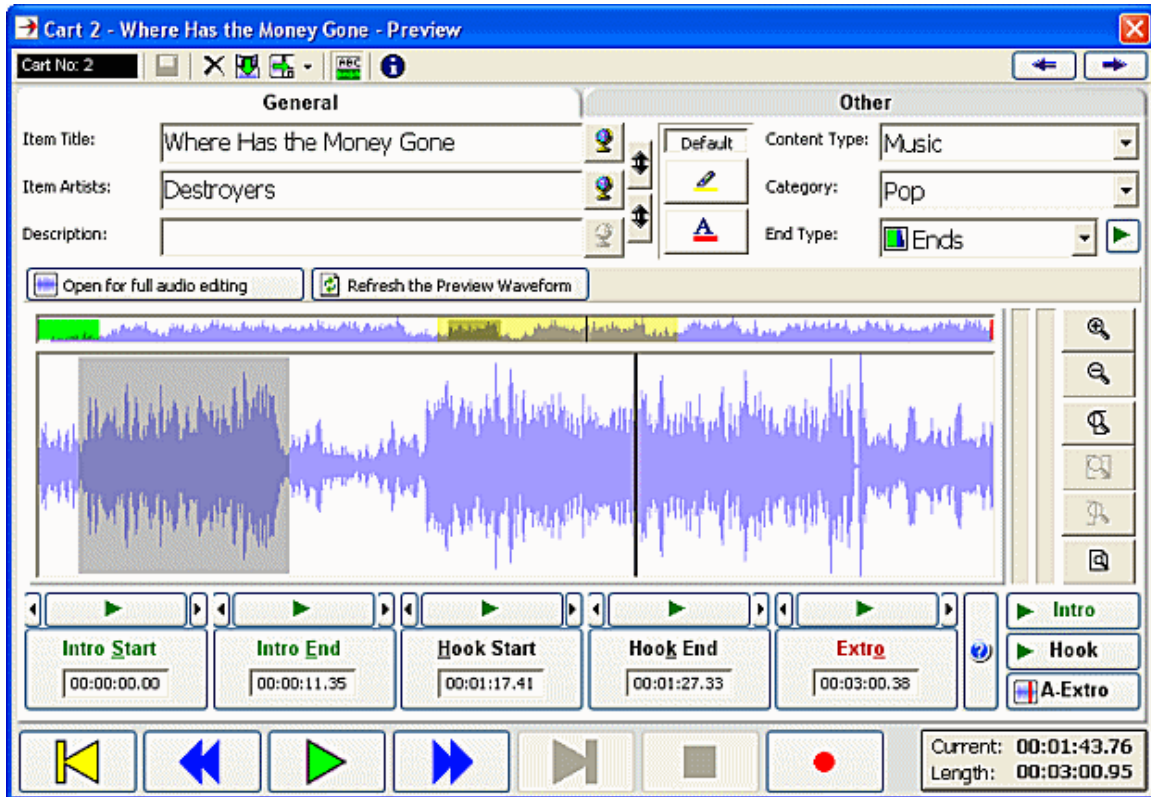 Cart 2 - Where Has the Money Gone - Preview
Cart No: 2
ABC
General
Other
Item Title:
Where Has the Money Gone
Default
Content Type:
Music
Item Artists:
Destroyers
Category:
Pop
Description:
A
End Type:
Ends
Open for full audio editing
Refresh the Preview Waveform
Intro Start
Intro End
Hook Start
Hook End
Extro
00:00:00.00
00:00:11.35
00:01:17.41
00:01:27.33
00:03:00.38
Intro
Hook
A-Extro
Current: 00:01:43.76
Length: 00:03:00.95